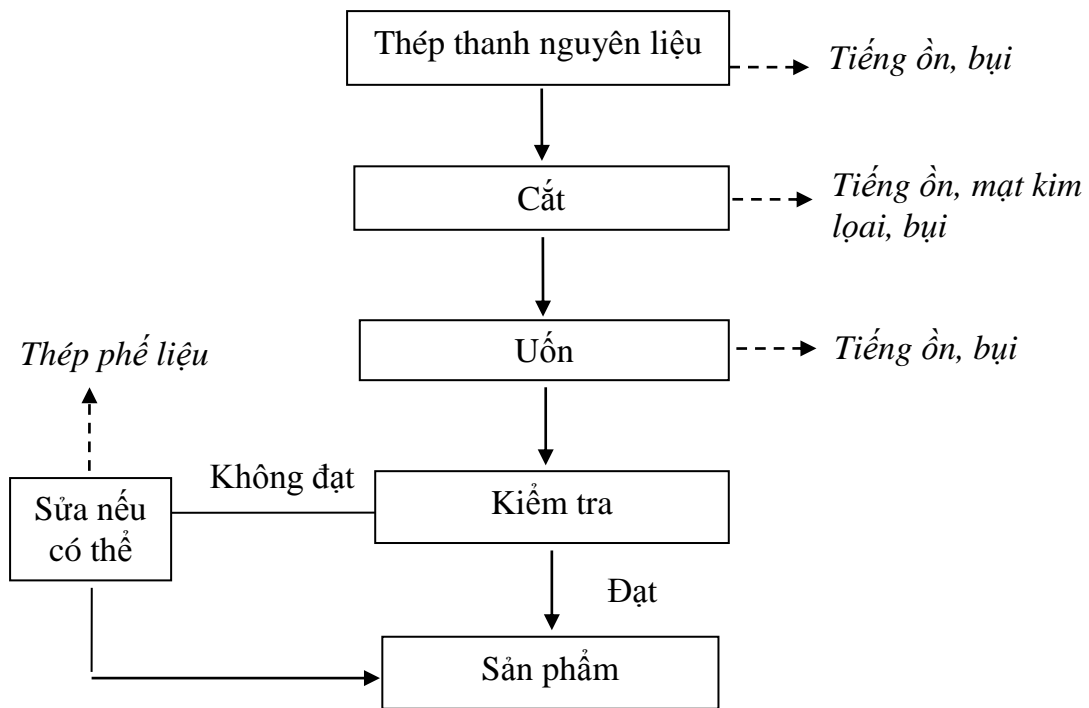 Thép thanh nguyên liệu
Tiếng ồn, bụi
Cắt
Tiếng ồn, mạt kim
lọai, bụi
Uốn
Tiếng ồn, bụi
Thép phế liệu
Không đạt
Kiểm tra
Sửa nếu
có thể
Đạt
Sản phẩm